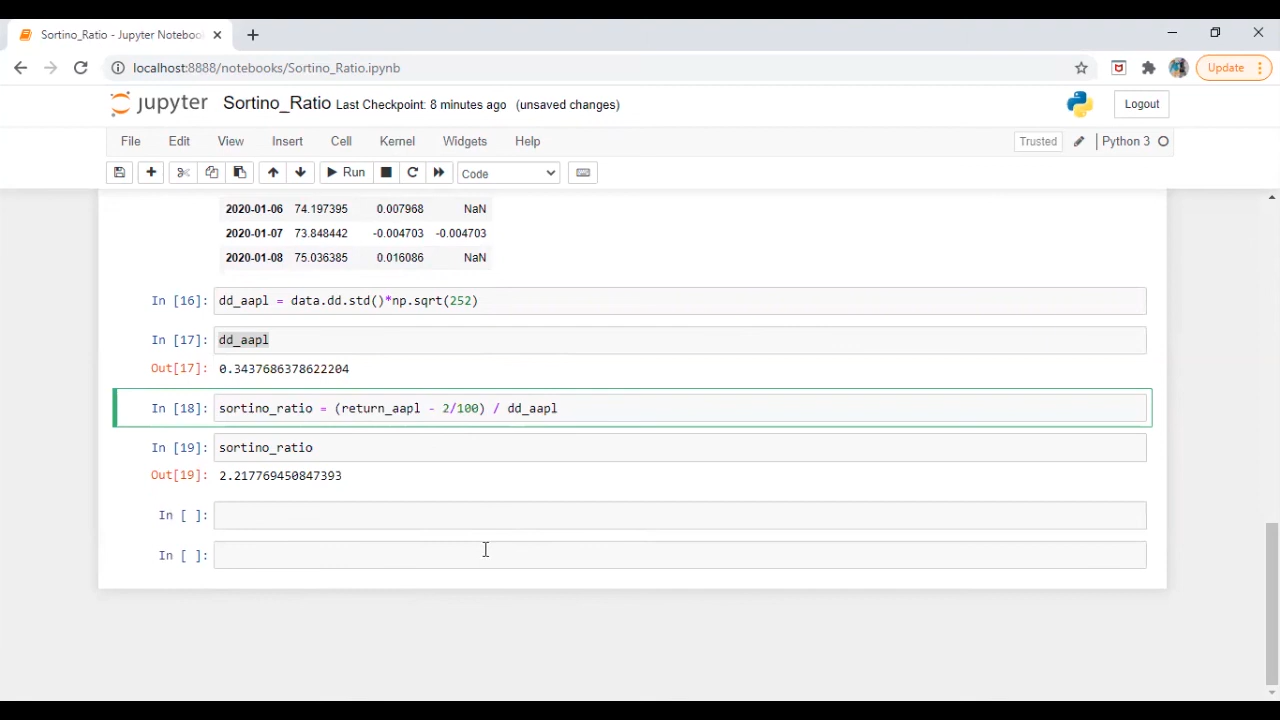 Sortino_Ratio - Jupyter Noteboo
localhost:8888/notebooks/Sortino_Ratio.ipynb
Update
jupyter Sortino_Ratio Last Checkpoint: 8 minutes ago (unsaved changes)
Logout
File Edit View Insert Cell Kernel Widgets Help
Trusted Python 3
Run Code
2020-01-06 74.197395 0.007968 NaN
2020-01-07 73.848442 -0.004703 -0.004703
2020-01-08 75.036385 0.016086 NaN
In [16]: dd_aapl = data.dd.std()*np.sqrt(252)
In [17]: dd_aapl
Out[17]: 0.3437686378622204
In [18]: sortino_ratio = (return_aapl - 2/100) / dd_aapl
In [19]: sortino_ratio
Out[19]: 2.217769450847393
In [ ]:
In [ ]: